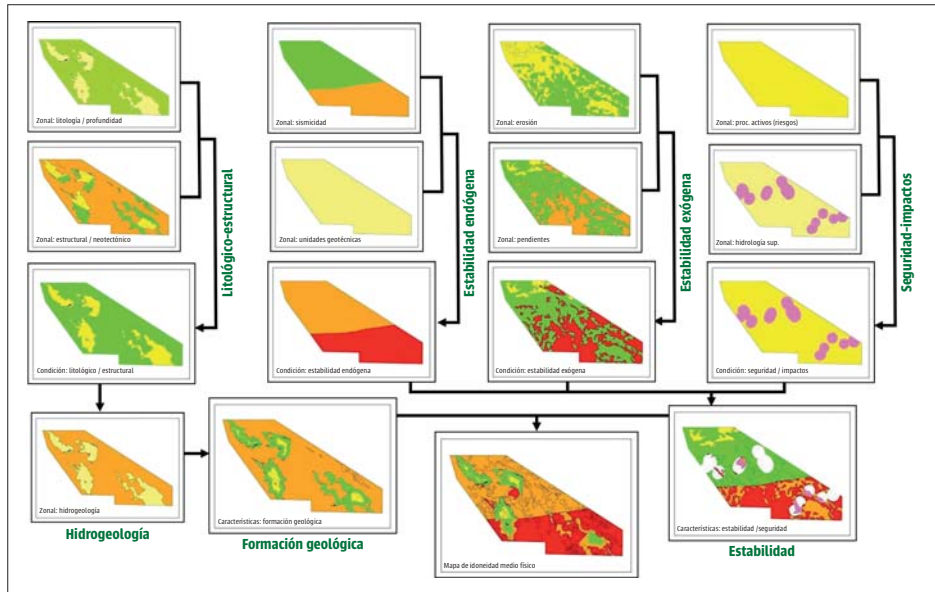 Zonal: litología / profundidad
Zonal: sismicidad
Zonal: erosión
Zonal: proc. activos (riesgos)
Zonal: estructural / neotectónico
Zonal: unidades geotécnicas
Zonal: pendientes
Zonal: hidrología sup.
Litológico-estructural
Estabilidad endógena
Estabilidad exógena
Seguridad-impactos
Condición: litológico / estructural
Condición: estabilidad endógena
Condición: estabilidad exógena
Condición: seguridad / impactos
Zonal: hidrogeología
Características: formación geológica
Mapa de idoneidad medio físico
Características: estabilidad /seguridad
Hidrogeología
Formación geológica
Estabilidad